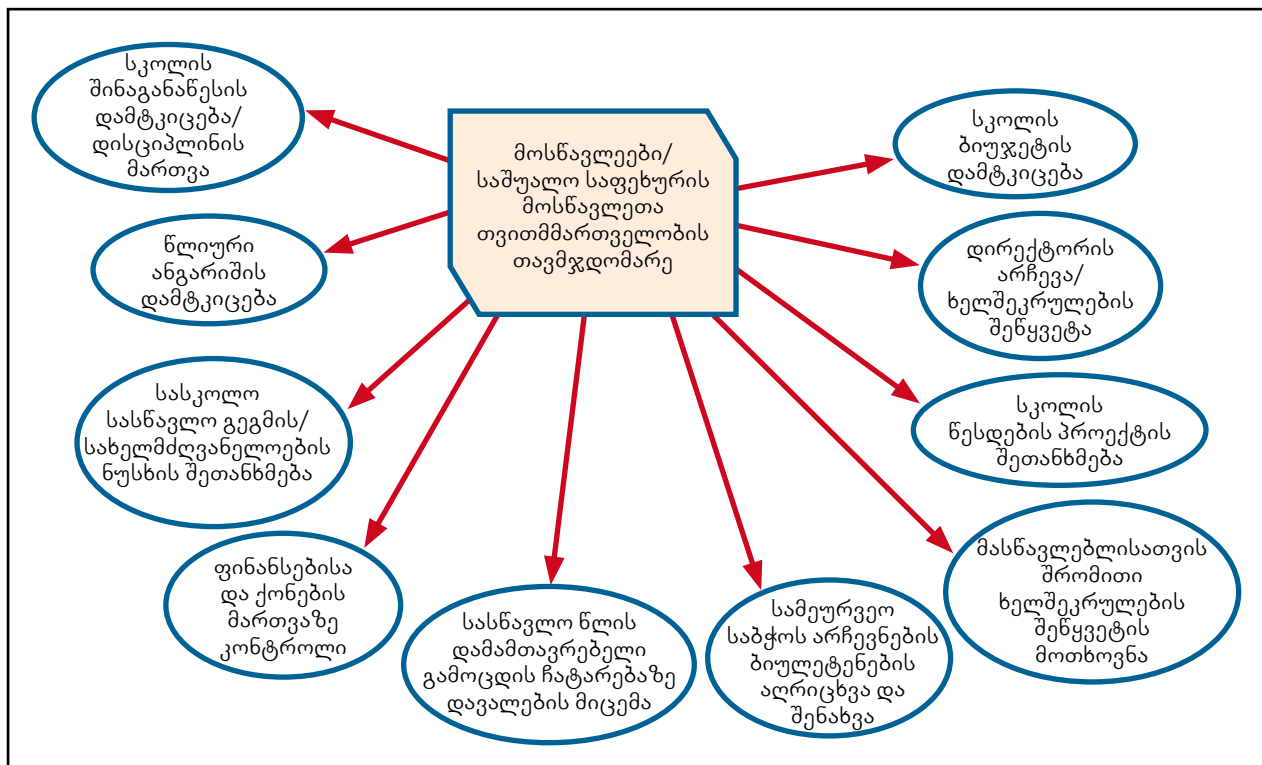 სკოლის
შინაგანაწესის
დამტკიცება/
დისციპლინის
მართვა
მოსწავლეები/
საშუალო საფეხურის
მოსწავლეთა
თვითმმართველობის
თავმჯდომარე
სკოლის
ბიუჯეტის
დამტკიცება
წლიური
ანგარიშის
დამტკიცება
დირექტორის
არჩევა/
ხელშეკრულების
შეწყვეტა
სასკოლო
სასწავლო გეგმის/
სახელმძღვანელოების
ნუსხის შეთანხმება
სკოლის
წესდების პროექტის
შეთანხმება
ფინანსებისა
და ქონების
მართვაზე
კონტროლი
სასწავლო წლის
დამამთავრებელი
გამოცდის ჩატარებაზე
დავალების მიცემა
სამეურვეო
საბჭოს არჩევნების
ბიულეტენების
აღრიცხვა და
შენახვა
მასწავლებლისათვის
შრომითი
ხელშეკრულების
შეწყვეტის
მოთხოვნა